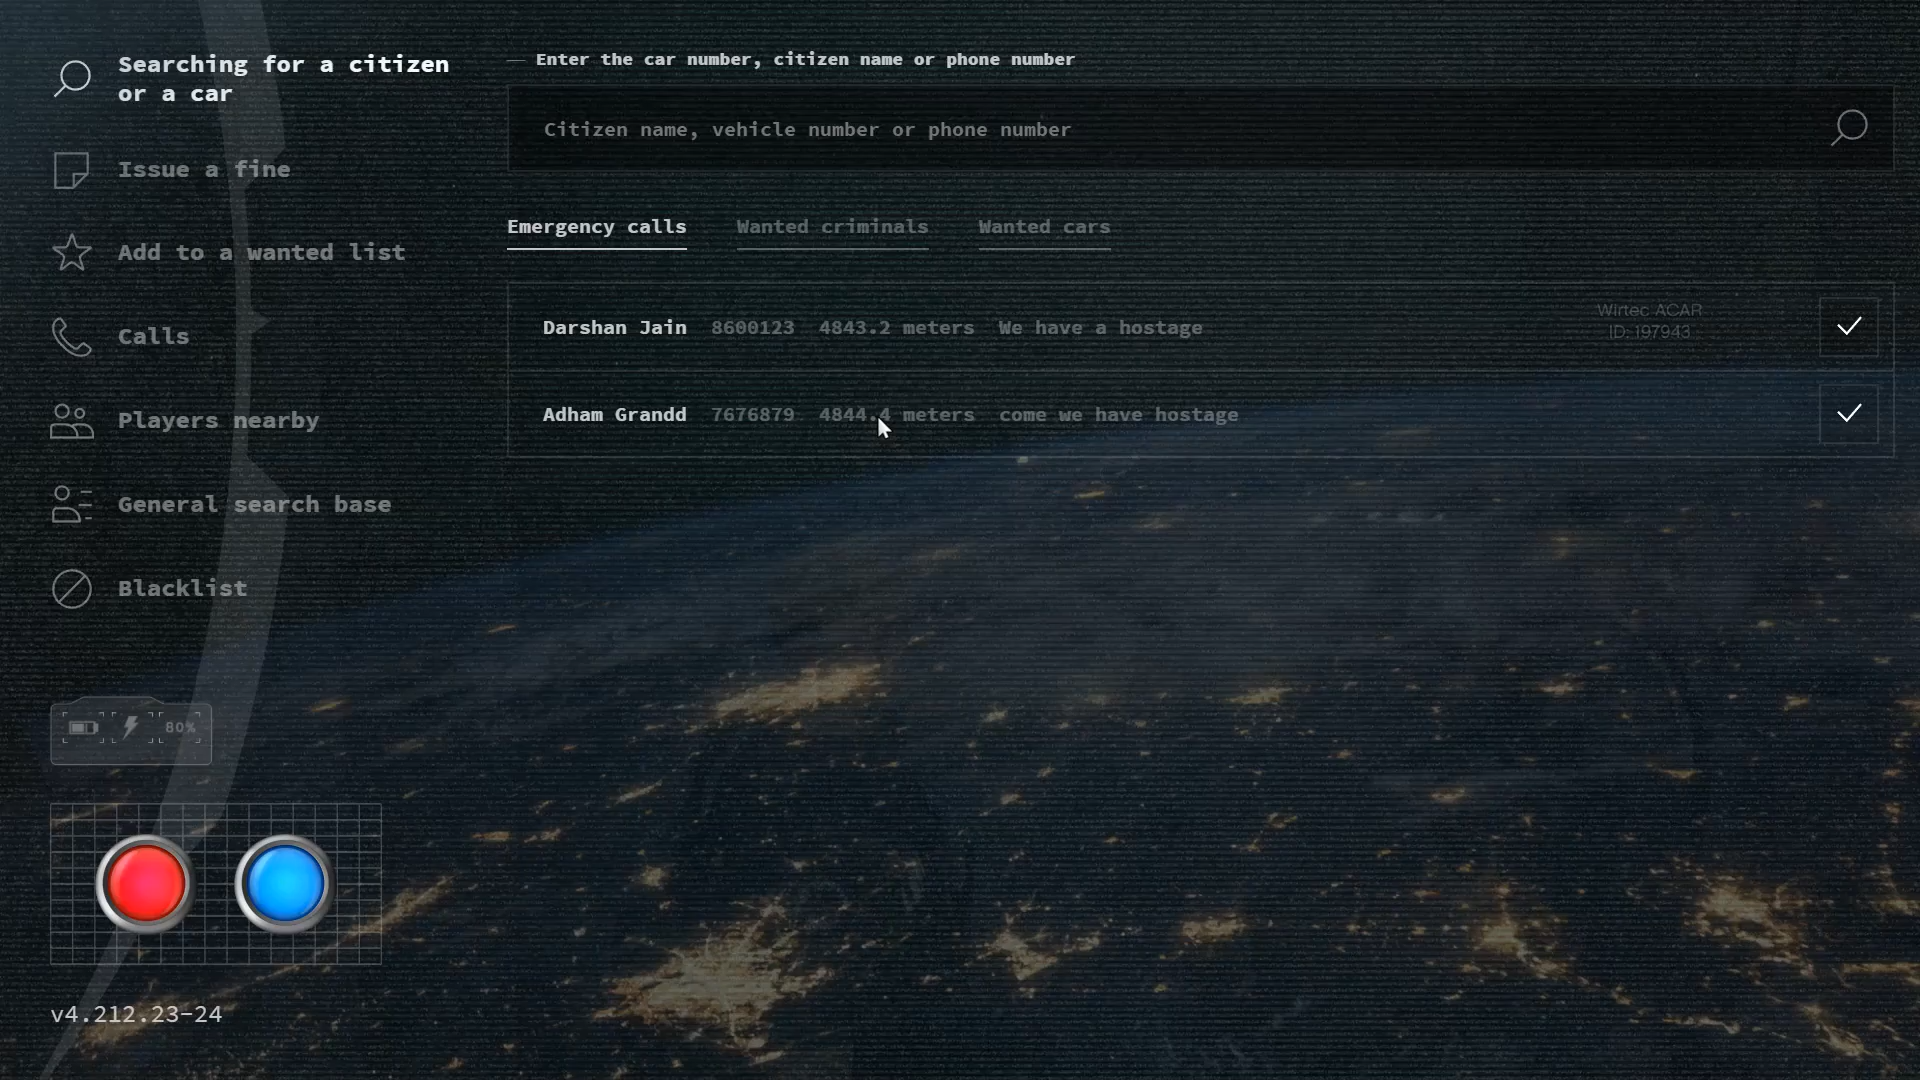 Searching for a citizen
or a car
Issue a fine
Add to a wanted list
Calls
Players nearby
General search base
Blacklist
80%
v4.212.23-24
Enter the car number, citizen name or phone number
Citizen name, vehicle number or phone number
Emergency calls Wanted criminals Wanted cars
Darshan Jain 8600123 4843.2 meters We have a hostage
Wirtec ACAR
ID: 197943
Adham Grandd 7676879 4844.4 meters come we have hostage